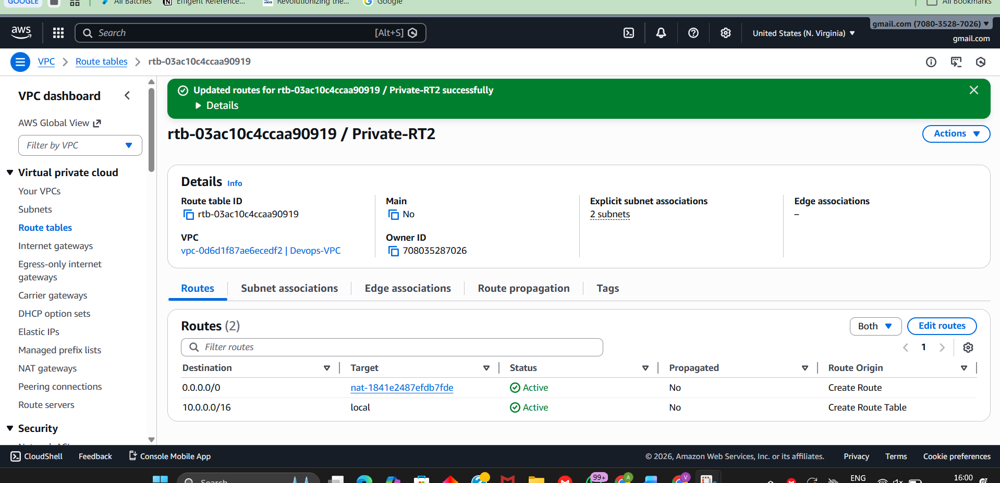 GOOGLE
All Batches
Effigent Reference...
Revolutionizing the...
Google
All Bookmarks
aws
Search
[Alt+S]
United States (N. Virginia)
gmail.com (7080-3528-7026)
gmail.com
VPC
Route tables
rtb-03ac10c4ccaa90919
VPC dashboard
AWS Global View
Filter by VPC
Virtual private cloud
Your VPCs
Subnets
Route tables
Internet gateways
Egress-only internet
gateways
Carrier gateways
DHCP option sets
Elastic IPs
Managed prefix lists
NAT gateways
Peering connections
Route servers
Security
Updated routes for rtb-03ac10c4ccaa90919 / Private-RT2 successfully
Details
rtb-03ac10c4ccaa90919 / Private-RT2
Actions
Details Info
Route table ID
rtb-03ac10c4ccaa90919
Main
No
Explicit subnet associations
2 subnets
Edge associations
–
VPC
vpc-0d6d1f87ae6ecedf2 | Devops-VPC
Owner ID
708035287026
Routes
Subnet associations
Edge associations
Route propagation
Tags
Routes (2)
Both
Edit routes
Filter routes
1
Destination Target Status Propagated Route Origin
0.0.0.0/0 nat-1841e2487efdb7fde Active No Create Route
10.0.0.0/16 local Active No Create Route Table
CloudShell
Feedback
Console Mobile App
© 2026, Amazon Web Services, Inc. or its affiliates.
Privacy
Terms
Cookie preferences
Search
99+
A
V
ENG
16:00